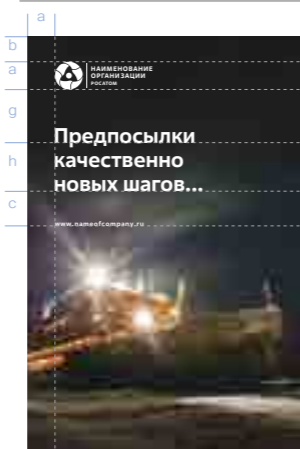 a
b
a
НАИМЕНОВАНИЕ
ОРГАНИЗАЦИИ
РОСАТОМ
g
Предпосылки
h
качественно
новых шагов...
c
www.nameofcompany.ru